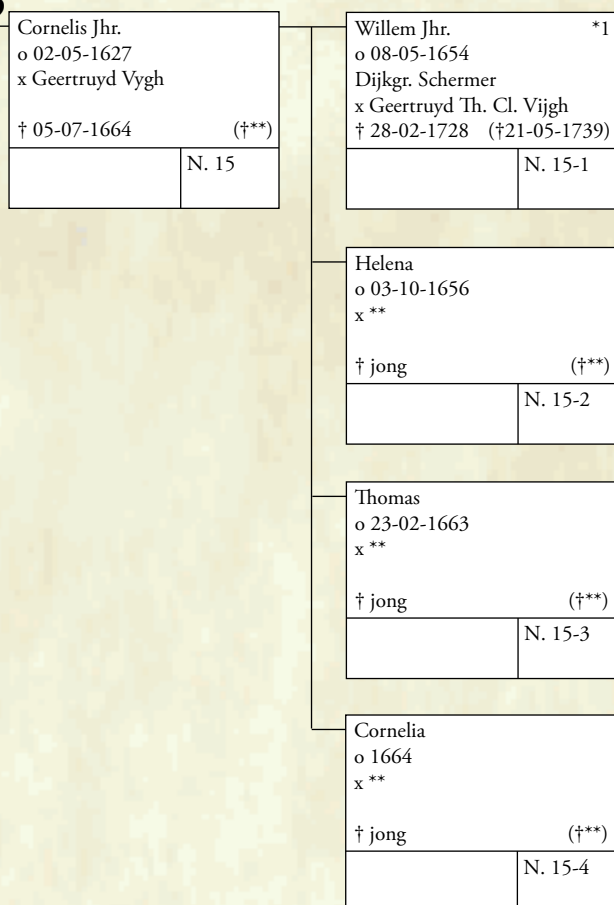 Cornelis Jhr.
o 02-05-1627
x Geertruyd Vygh
† 05-07-1664 (†**)
N. 15
Willem Jhr. *1
o 08-05-1654
Dijkgr. Schermer
x Geertruyd Th. Cl. Vijgh
† 28-02-1728 (†21-05-1739)
N. 15-1
Helena
o 03-10-1656
x **
† jong (†**)
N. 15-2
Thomas
o 23-02-1663
x **
† jong (†**)
N. 15-3
Cornelia
o 1664
x **
† jong (†**)
N. 15-4